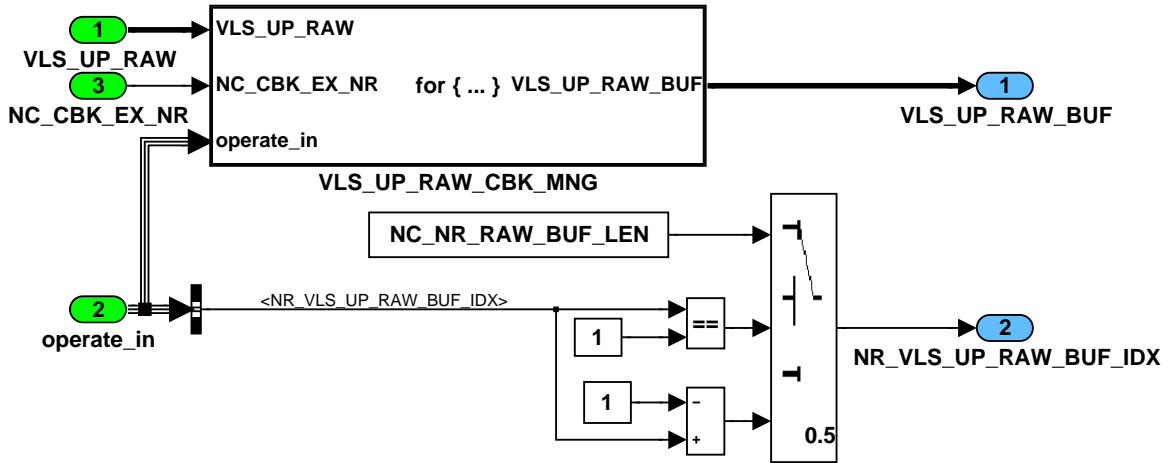 1
VLS_UP_RAW
3
NC_CBK_EX_NR
VLS_UP_RAW
NC_CBK_EX_NR
operate_in
for { ... }
VLS_UP_RAW_BUF
VLS_UP_RAW_CBK_MNG
1
VLS_UP_RAW_BUF
NC_NR_RAW_BUF_LEN
2
operate_in
<NR_VLS_UP_RAW_BUF_IDX>
1
==
1
−
+
0.5
2
NR_VLS_UP_RAW_BUF_IDX